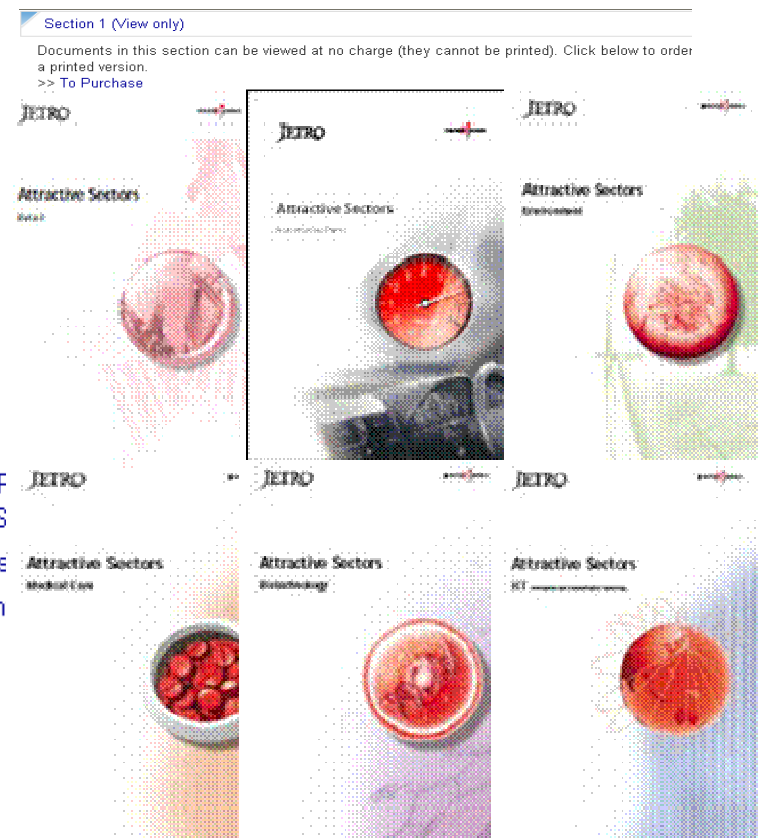 Section 1 (View only)
Documents in this section can be viewed at no charge (they cannot be printed). Click below to order
a printed version.
>> To Purchase
JETRO
JETRO
JETRO
Attractive Sectors
Retail
Attractive Sectors
Attractive Sectors
Environment
JETRO
JETRO
JETRO
Attractive Sectors
Medical Care
Attractive Sectors
Biotechnology
Attractive Sectors
ICT